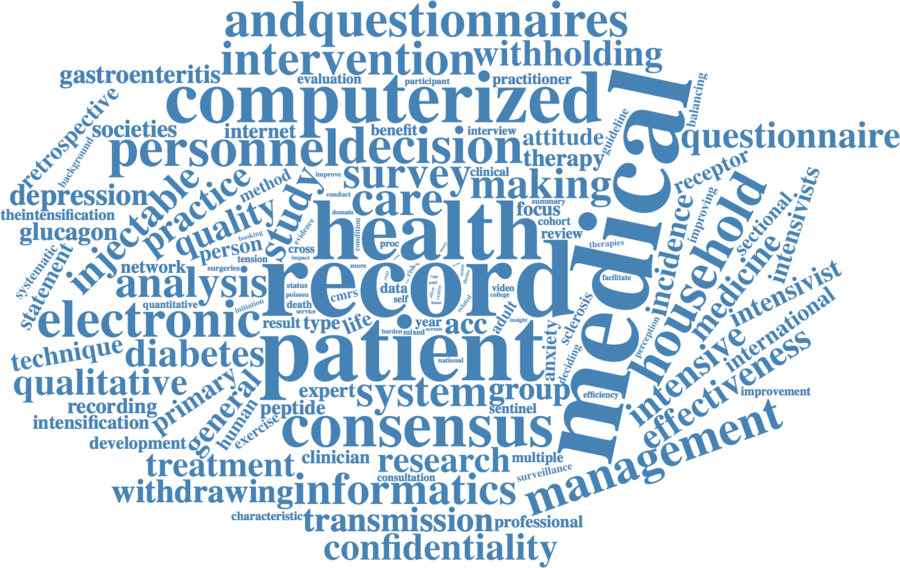 andquestionnaires
intervention
withholding
gastroenteritis
evaluation
participant
practitioner
computerized
balancing
retrospective
background
societies
internet
benefit
interview
attitude
guideline
questionnaire
personnel
decision
therapy
improve
survey
clinical
making
receptor
depression
theintensification
glucagon
injectable
practice
method
conduct
care
summary
focus
cohort
review
medical
household
sectional
intensivists
quality
study
evidence
domain
health
condition
incidence
improving
systematic
statement
person
booking
tension
cross
impact
proc
therapies
medicine
network
surgeries
analysis
more
risk
record
facilitate
intensivist
quantitative
initiation
status
poisson
death
service
cmrs
data
self
video
college
related
adult
sclerosis
perception
international
electronic
result
type
life
year
burden
mixed
screen
acc
insight
anxiety
deciding
intensive
technique
diabetes
patient
national
effectiveness
qualitative
primary
general
human
exercise
expert
system
group
efficiency
improvement
recording
intensification
peptide
sentinel
development
consensus
management
treatment
clinician
research
multiple
surveillance
consultation
withdrawing
informatics
characteristic
transmission
professional
confidentiality